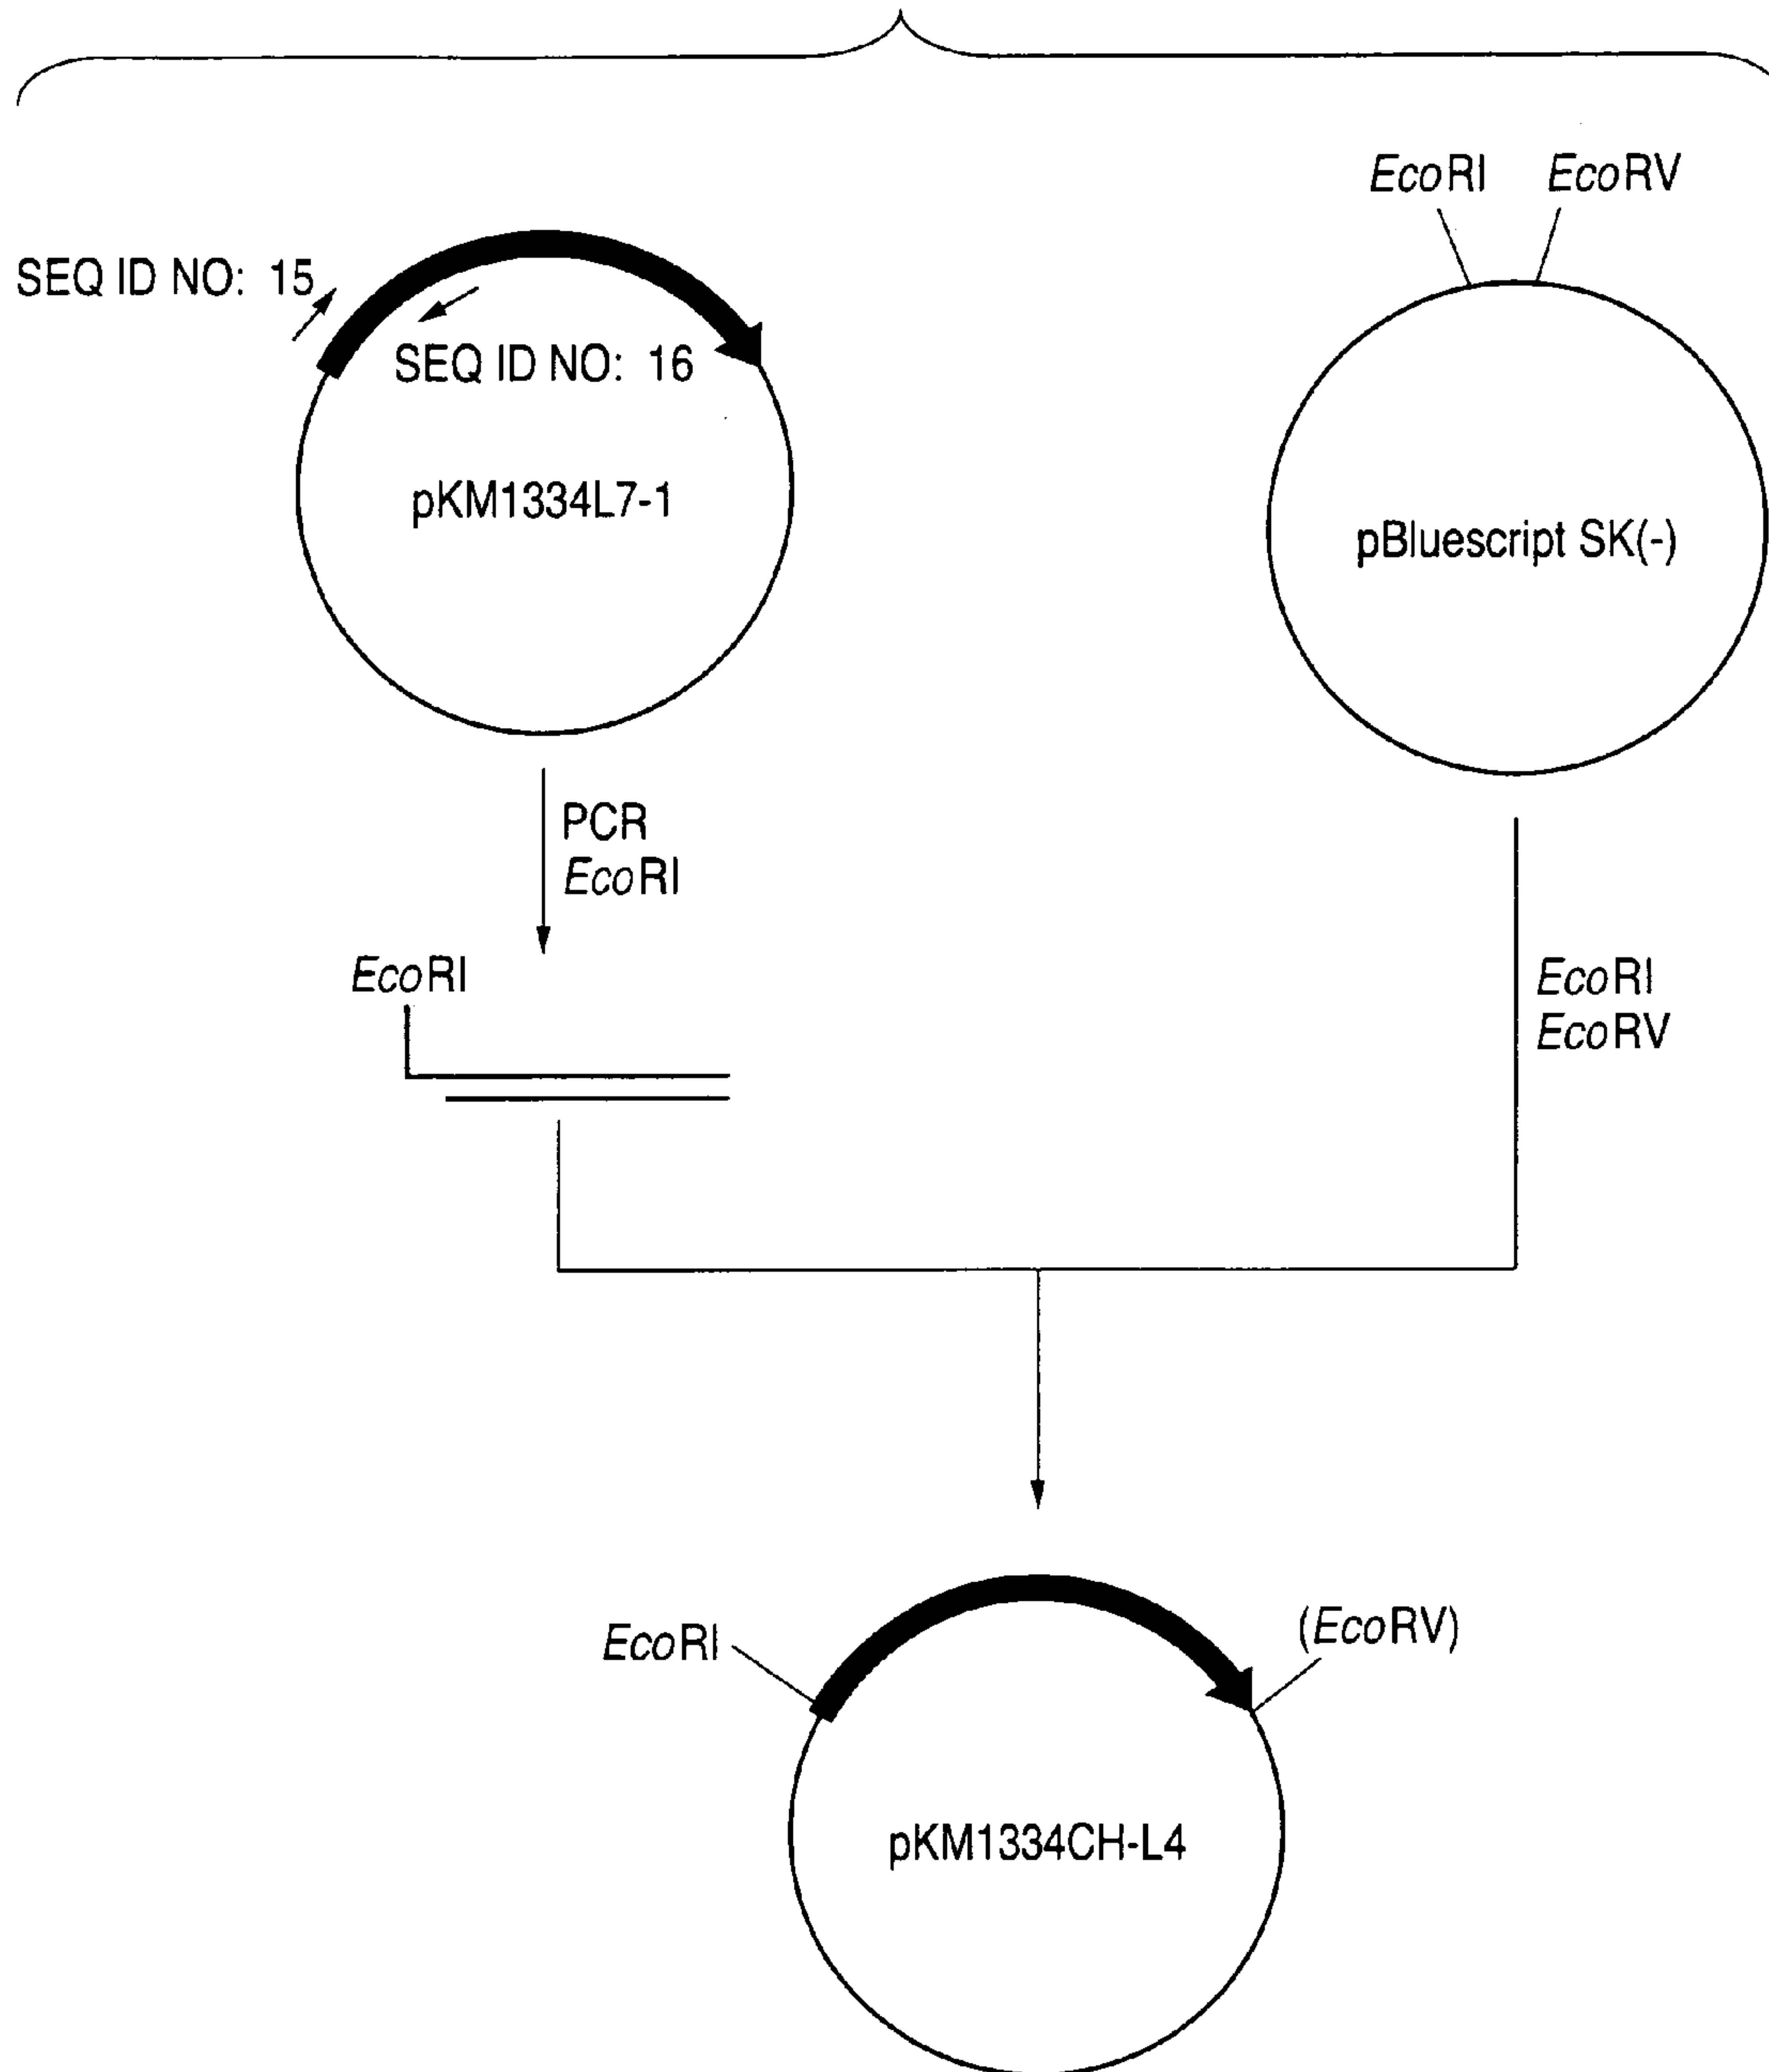 EcoRI EcoRV
SEQ ID NO: 15
SEQ ID NO: 16
pKM1334L7-1
pBluescript SK(-)
PCR
EcoRI
EcoRI
EcoRI
EcoRV
EcoRI
(EcoRV)
pKM1334CH-L4